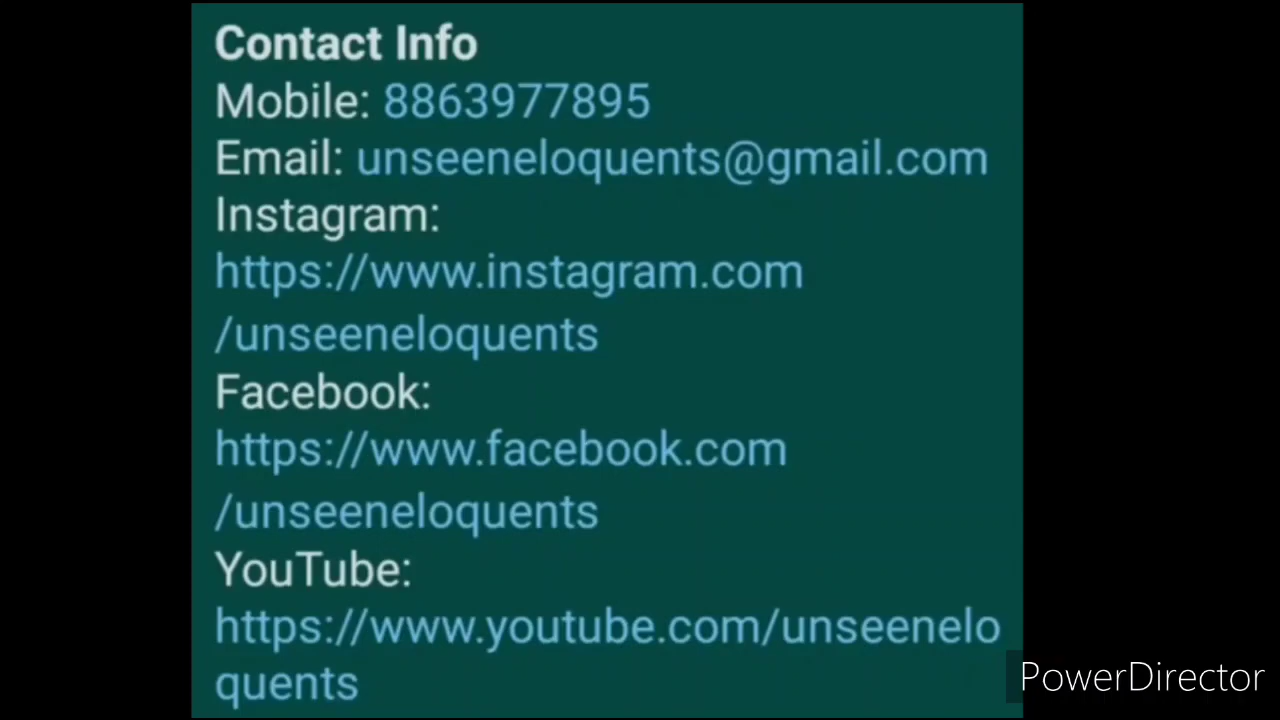 Contact Info
Mobile: 8863977895
Email: unseeneloquents@gmail.com
Instagram:
https://www.instagram.com
/unseeneloquents
Facebook:
https://www.facebook.com
/unseeneloquents
YouTube:
https://www.youtube.com/unseenelo
quents
PowerDirector